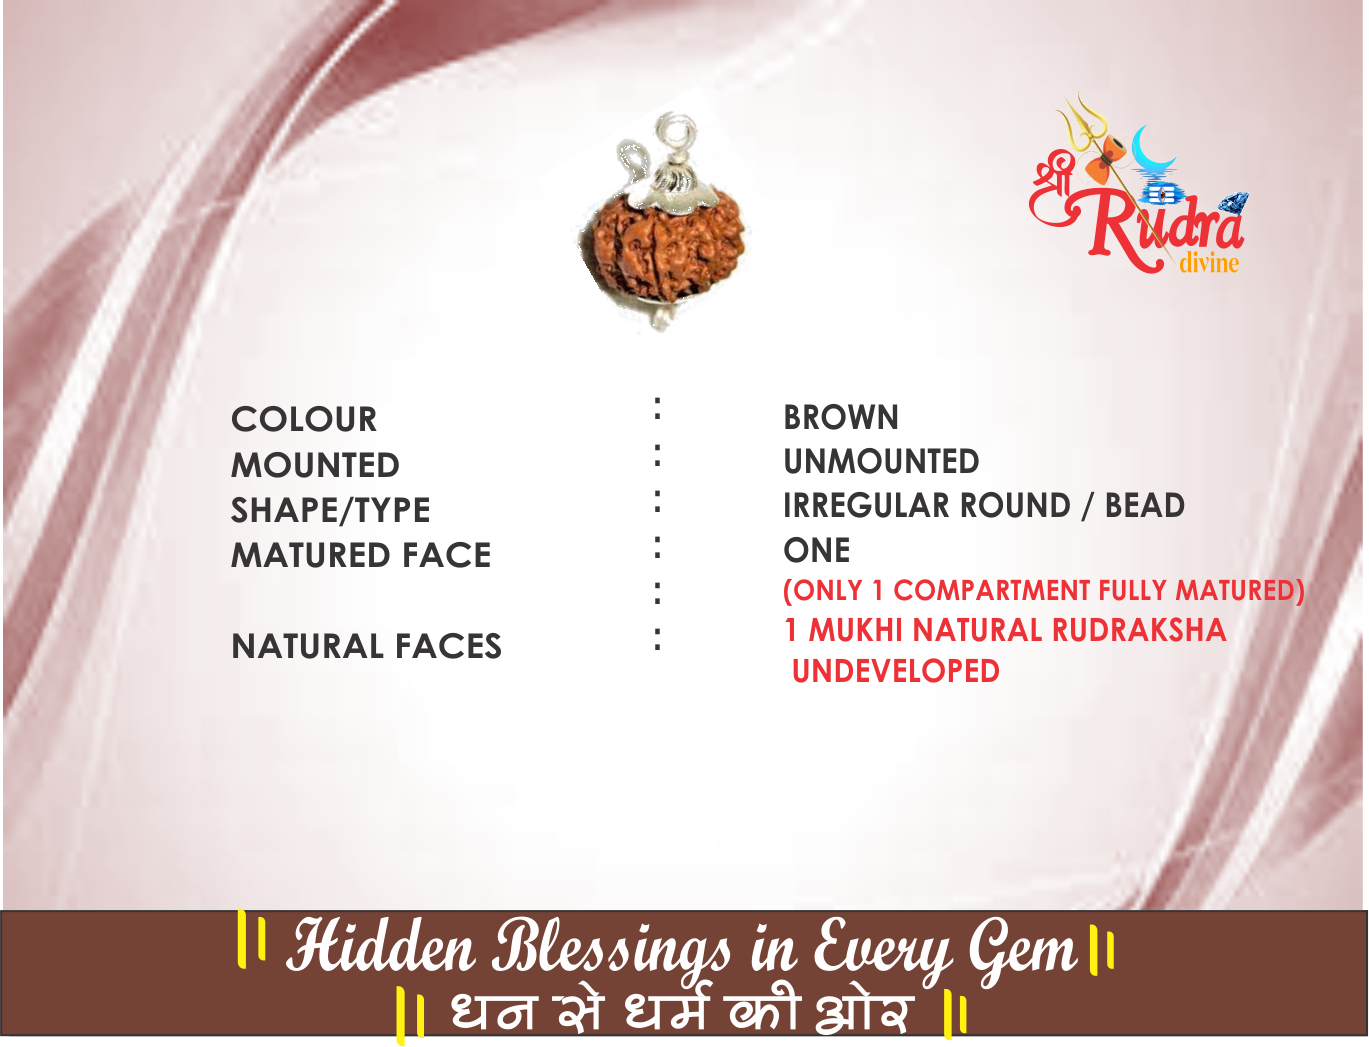 श्री
Rudra
divine
COLOUR : BROWN
MOUNTED : UNMOUNTED
SHAPE/TYPE : IRREGULAR ROUND / BEAD
MATURED FACE : ONE
: (ONLY 1 COMPARTMENT FULLY MATURED)
NATURAL FACES : 1 MUKHI NATURAL RUDRAKSHA
UNDEVELOPED
|| Hidden Blessings in Every Gem ||
|| धन से धर्म की ओर ||